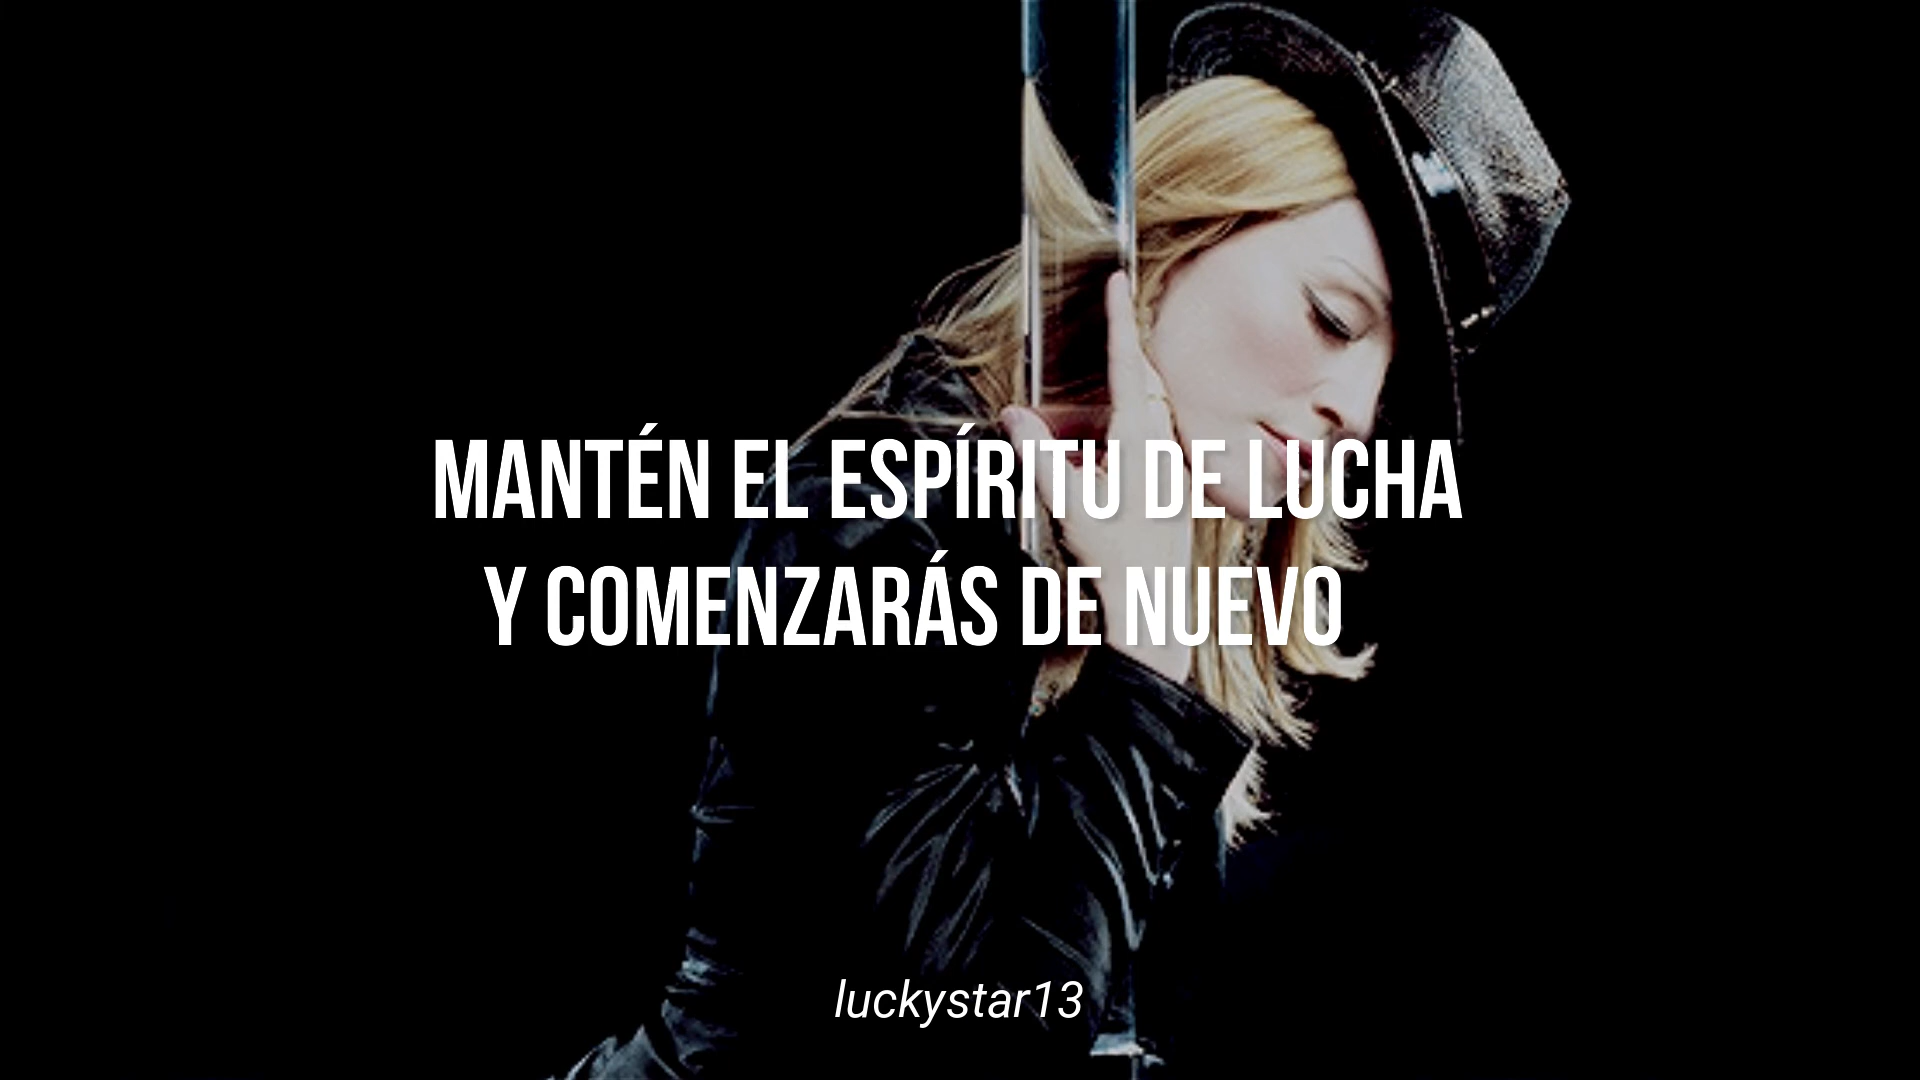 MANTÉN EL ESPÍRITU DE LUCHA
Y COMENZARÁS DE NUEVO
luckystar13